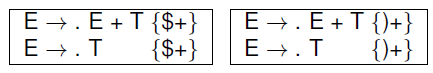 E → . E + T {$+}
E → . T {$+}
E → . E + T {)+}
E → . T {)+}